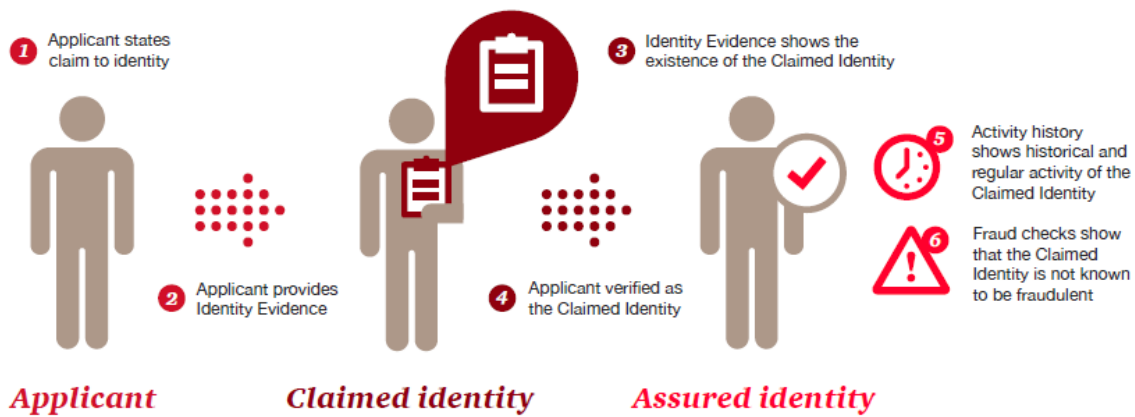 1 Applicant states
claim to identity
2 Applicant provides
Identity Evidence
3 Identity Evidence shows the
existence of the Claimed Identity
4 Applicant verified as
the Claimed Identity
5 Activity history
shows historical and
regular activity of the
Claimed Identity
6 Fraud checks show
that the Claimed
Identity is not known
to be fraudulent
!
Applicant
Claimed identity
Assured identity